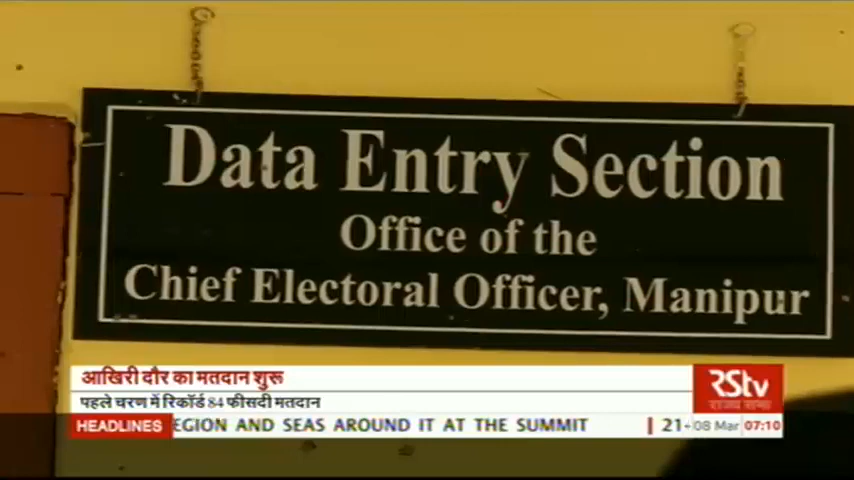 Data Entry Section
Office of the
Chief Electoral Officer, Manipur
आखिरी दौर का मतदान शुरू
RStv
राज्य सभा
पहले चरण में रिकॉर्ड 84 फीसदी मतदान
HEADLINES EGION AND SEAS AROUND IT AT THE SUMMIT 21- 08 Mar 07:10